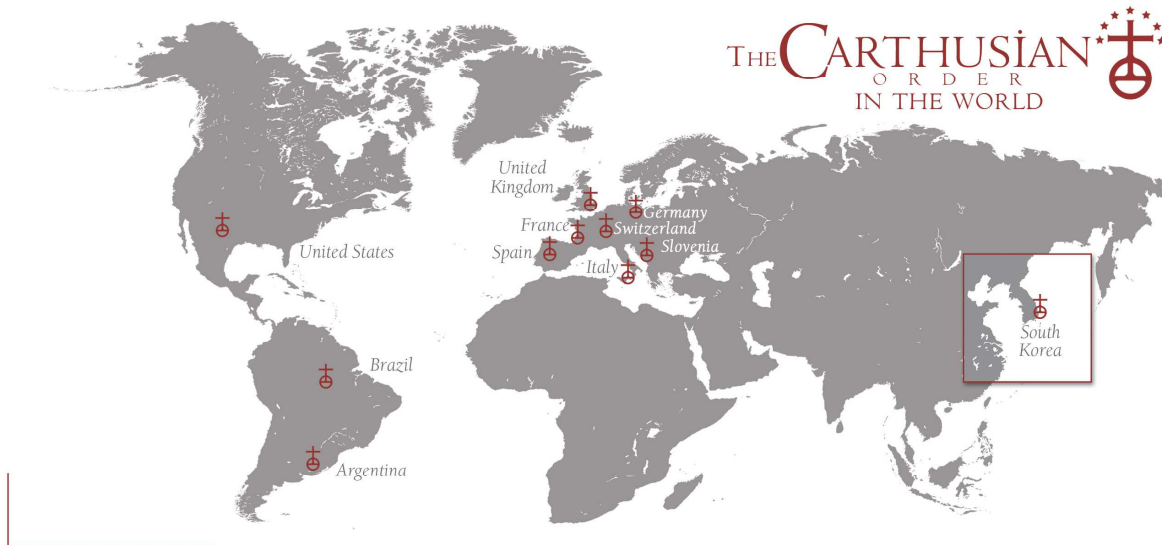 THE CARTHUSIAN
ORDER
IN THE WORLD
United
Kingdom
Germany
France
Switzerland
Spain
Slovenia
Italy
United States
South
Korea
Brazil
Argentina